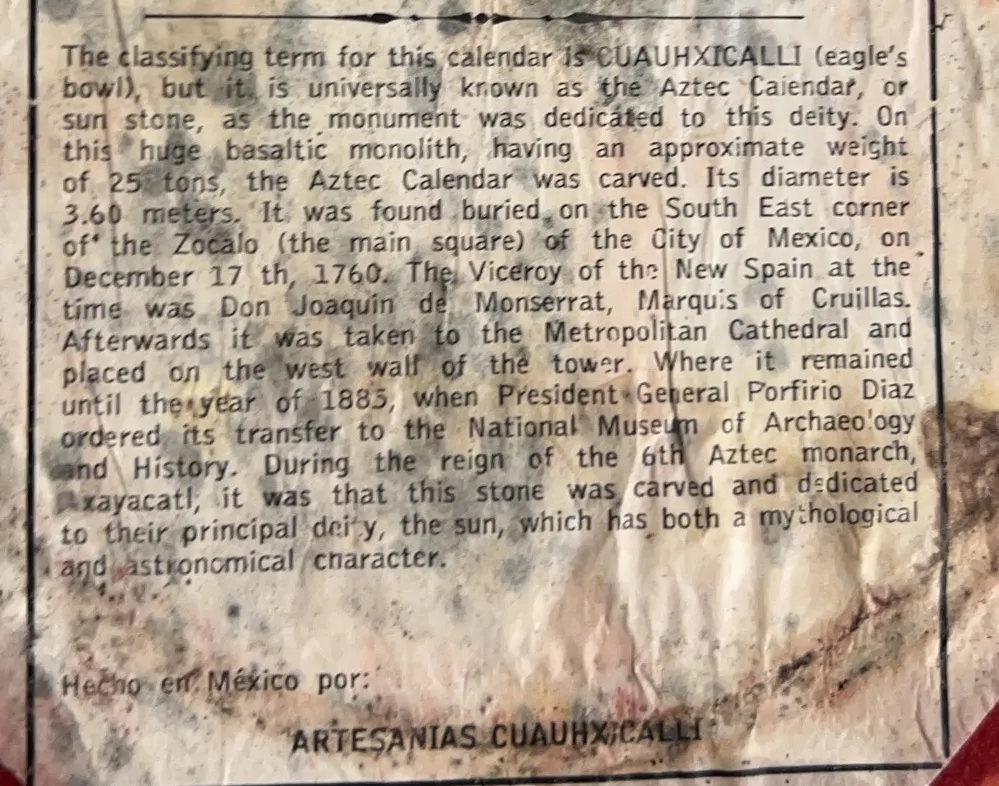 The classifying term for this calendar is CUAUHXICALLI (eagle's
bowl), but it is universally known as the Aztec Calendar, or
sun stone, as the monument was dedicated to this deity. On
this huge basaltic monolith, having an approximate weight
of 25 tons, the Aztec Calendar was carved. Its diameter is
3.60 meters. It was found buried on the South East corner
of the Zocalo (the main square) of the City of Mexico, on
December 17 th, 1760. The Viceroy of the New Spain at the
time was Don Joaquin de Monserrat, Marquis of Cruillas.
Afterwards it was taken to the Metropolitan Cathedral and
placed on the west wall of the tower. Where it remained
until the year of 1885, when President General Porfirio Diaz
ordered its transfer to the National Museum of Archaeology
and History. During the reign of the 6th Aztec monarch,
Axayacatl, it was that this stone was carved and dedicated
to their principal deity, the sun, which has both a mythological
and astronomical character.
Hecho en México por:
ARTESANIAS CUAUHXICALLI